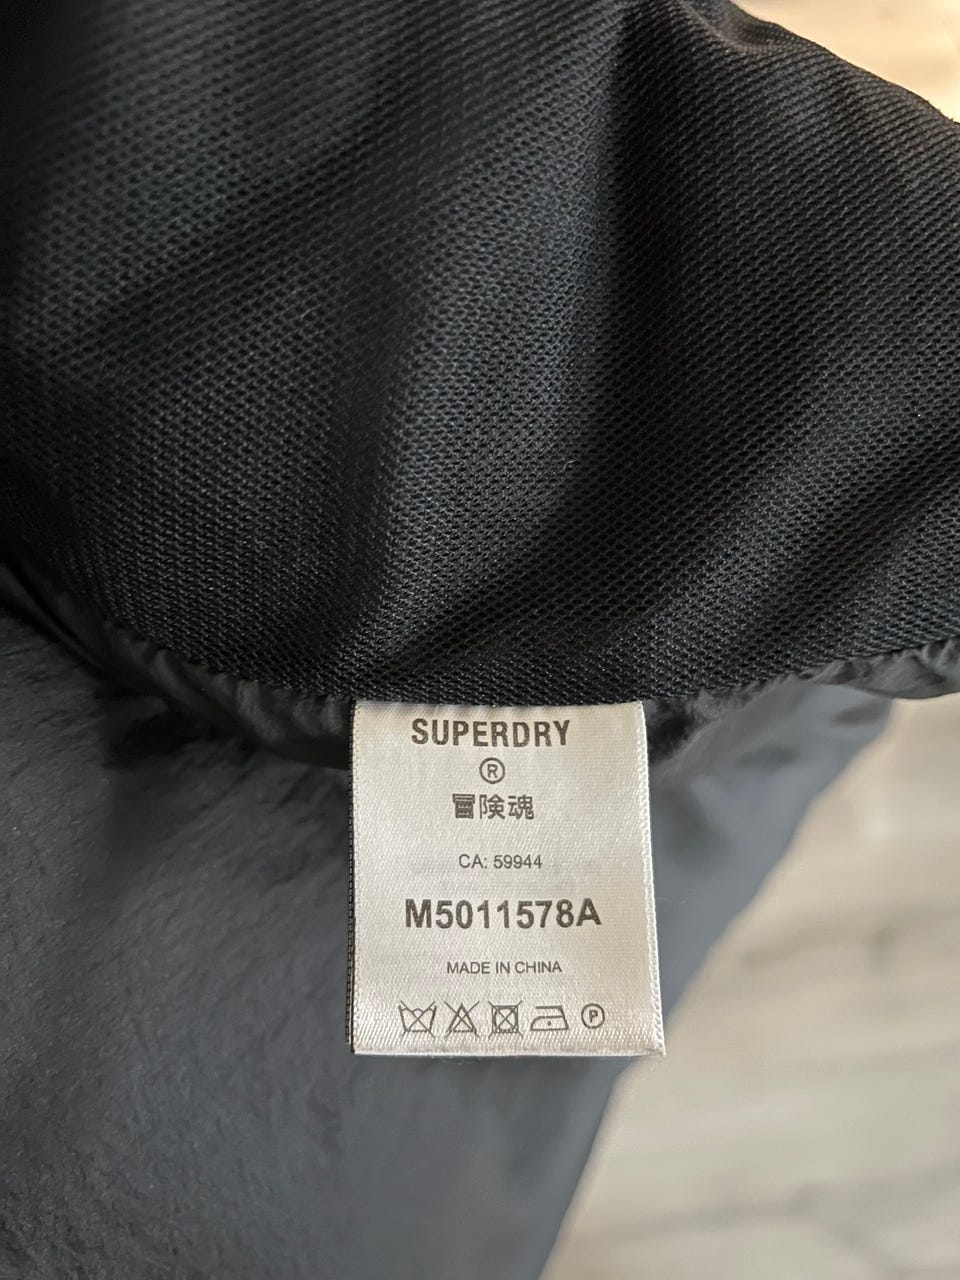 SUPERDRY
®
冒険魂
CA: 59944
M5011578A
MADE IN CHINA
P